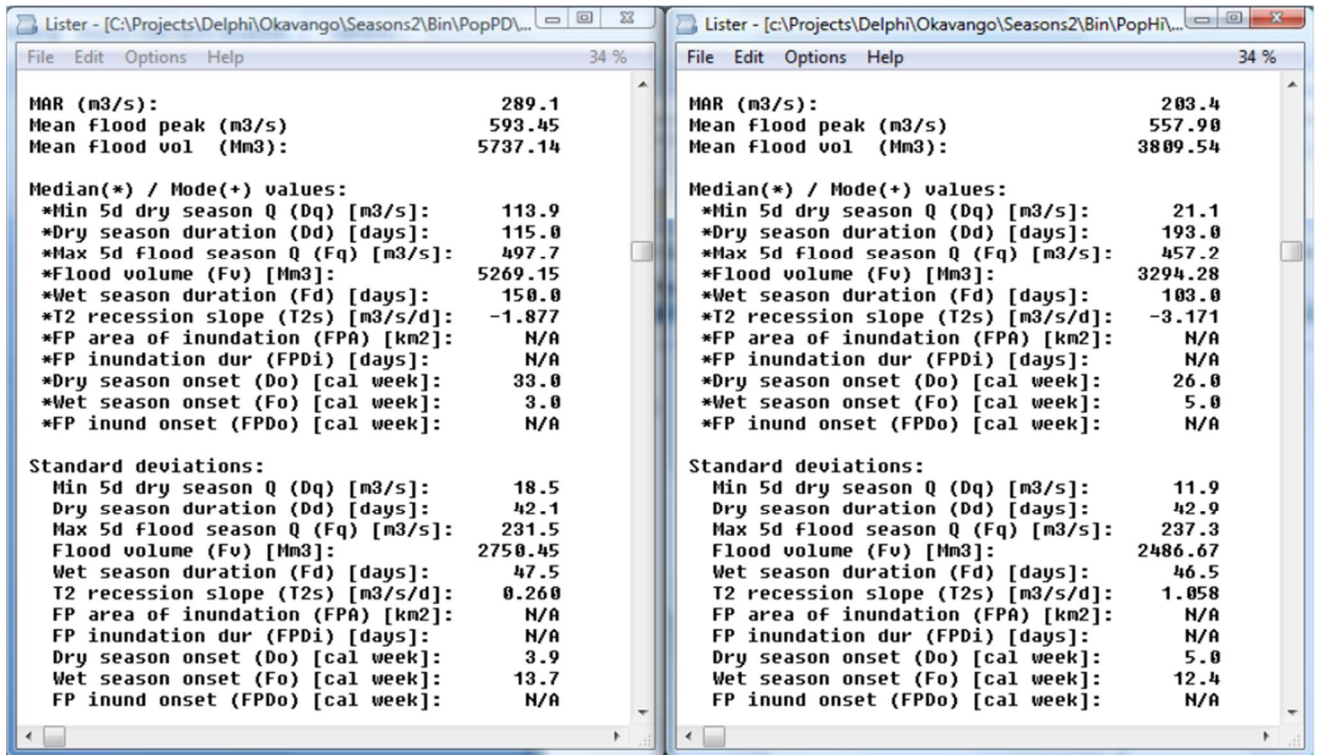 Lister - [C:\Projects\Delphi\Okavango\Seasons2\Bin\PopPD\...
File Edit Options Help 34 %
MAR (m3/s): 289.1
Mean flood peak (m3/s) 593.45
Mean flood vol (Mm3): 5737.14
Median(*) / Mode(+) values:
*Min 5d dry season Q (Dq) [m3/s]: 113.9
*Dry season duration (Dd) [days]: 115.0
*Max 5d flood season Q (Fq) [m3/s]: 497.7
*Flood volume (Fv) [Mm3]: 5269.15
*Wet season duration (Fd) [days]: 150.0
*T2 recession slope (T2s) [m3/s/d]: -1.877
*FP area of inundation (FPA) [km2]: N/A
*FP inundation dur (FPDi) [days]: N/A
*Dry season onset (Do) [cal week]: 33.0
*Wet season onset (Fo) [cal week]: 3.0
*FP inund onset (FPDo) [cal week]: N/A
Standard deviations:
Min 5d dry season Q (Dq) [m3/s]: 18.5
Dry season duration (Dd) [days]: 42.1
Max 5d flood season Q (Fq) [m3/s]: 231.5
Flood volume (Fv) [Mm3]: 2750.45
Wet season duration (Fd) [days]: 47.5
T2 recession slope (T2s) [m3/s/d]: 0.260
FP area of inundation (FPA) [km2]: N/A
FP inundation dur (FPDi) [days]: N/A
Dry season onset (Do) [cal week]: 3.9
Wet season onset (Fo) [cal week]: 13.7
FP inund onset (FPDo) [cal week]: N/A
Lister - [c:\Projects\Delphi\Okavango\Seasons2\Bin\PopHi\...
File Edit Options Help 34 %
MAR (m3/s): 203.4
Mean flood peak (m3/s) 557.90
Mean flood vol (Mm3): 3809.54
Median(*) / Mode(+) values:
*Min 5d dry season Q (Dq) [m3/s]: 21.1
*Dry season duration (Dd) [days]: 193.0
*Max 5d flood season Q (Fq) [m3/s]: 457.2
*Flood volume (Fv) [Mm3]: 3294.28
*Wet season duration (Fd) [days]: 103.0
*T2 recession slope (T2s) [m3/s/d]: -3.171
*FP area of inundation (FPA) [km2]: N/A
*FP inundation dur (FPDi) [days]: N/A
*Dry season onset (Do) [cal week]: 26.0
*Wet season onset (Fo) [cal week]: 5.0
*FP inund onset (FPDo) [cal week]: N/A
Standard deviations:
Min 5d dry season Q (Dq) [m3/s]: 11.9
Dry season duration (Dd) [days]: 42.9
Max 5d flood season Q (Fq) [m3/s]: 237.3
Flood volume (Fv) [Mm3]: 2486.67
Wet season duration (Fd) [days]: 46.5
T2 recession slope (T2s) [m3/s/d]: 1.058
FP area of inundation (FPA) [km2]: N/A
FP inundation dur (FPDi) [days]: N/A
Dry season onset (Do) [cal week]: 5.0
Wet season onset (Fo) [cal week]: 12.4
FP inund onset (FPDo) [cal week]: N/A